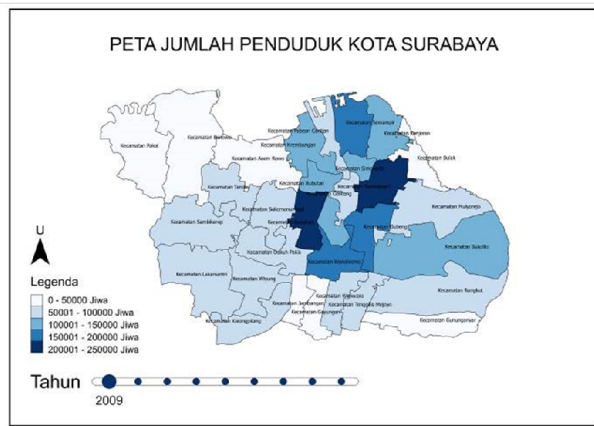 PETA JUMLAH PENDUDUK KOTA SURABAYA
Kecamatan Semampir
Kecamatan Pabean Cantian
Kecamatan Kenjeran
Kecamatan Benowo
Kecamatan Pakal
Kecamatan Krembangan
Kecamatan Asem Rowo
Kecamatan Bulak
Kecamatan Simokerto
Kecamatan Bubutan
Kecamatan Tandes
Kecamatan Tambaksari
Kecamatan Mulyorejo
Kecamatan Sukomanunggal
Kecamatan Sambikerep
Kecamatan Gubeng
Kecamatan Sukolilo
Kecamatan Dukuh Pakis
Kecamatan Wonokromo
Kecamatan Lakarsantri
Kecamatan Wiyung
Kecamatan Rungkut
Kecamatan Wonocolo
Kecamatan Jambangan
Kecamatan Tenggilis Mejoyo
Kecamatan Gayungan
Kecamatan Karangpilang
Kecamatan Gununganyar
U
Legenda
0 - 50000 Jiwa
50001 - 100000 Jiwa
100001 - 150000 Jiwa
150001 - 200000 Jiwa
200001 - 250000 Jiwa
Tahun
2009